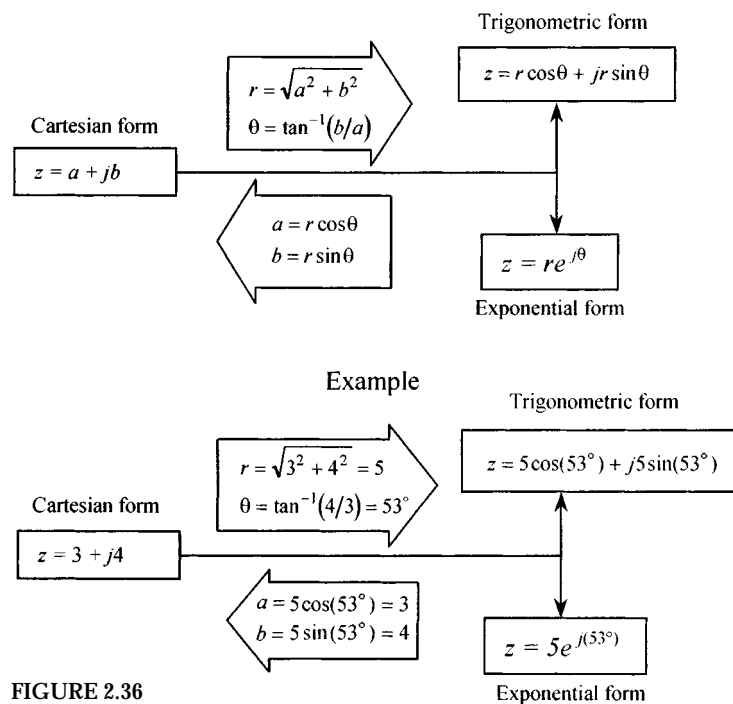 Trigonometric form
z = r cosθ + jr sinθ
r = √a² + b²
θ = tan⁻¹(b/a)
Cartesian form
z = a + jb
a = r cosθ
b = r sinθ
z = re^{jθ}
Exponential form
Example
Trigonometric form
z = 5cos(53°) + j5sin(53°)
r = √3² + 4² = 5
θ = tan⁻¹(4/3) = 53°
Cartesian form
z = 3 + j4
a = 5cos(53°) = 3
b = 5sin(53°) = 4
z = 5e^{j(53°)}
FIGURE 2.36
Exponential form